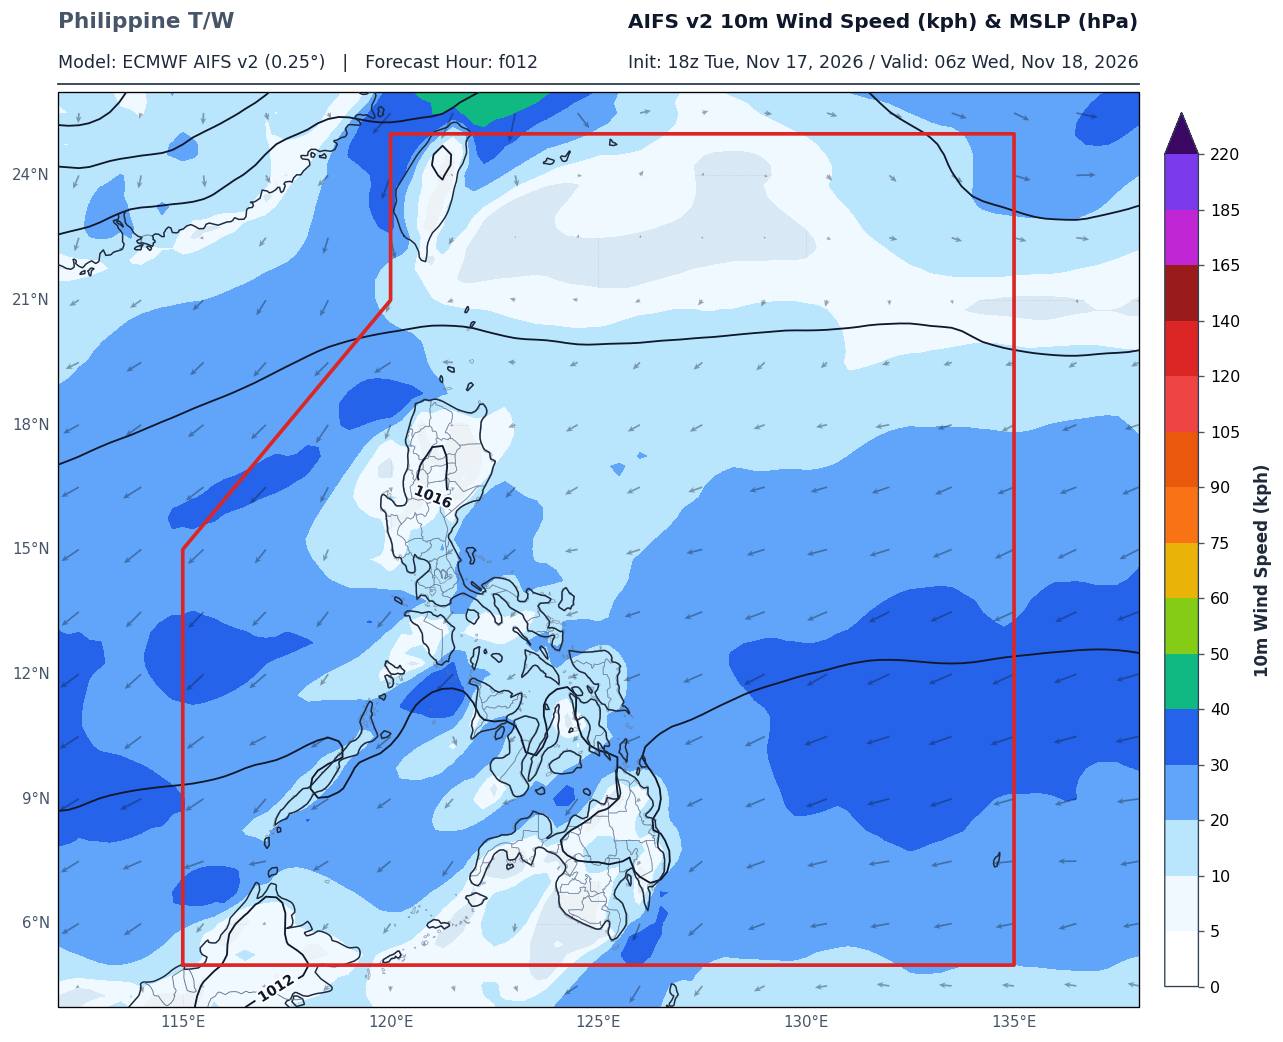 Philippine T/W
AIFS v2 10m Wind Speed (kph) & MSLP (hPa)
Model: ECMWF AIFS v2 (0.25°) | Forecast Hour: f012
Init: 18z Tue, Nov 17, 2026 / Valid: 06z Wed, Nov 18, 2026
24°N
21°N
18°N
15°N
12°N
9°N
6°N
1016
1012
115°E
120°E
125°E
130°E
135°E
220
185
165
140
120
105
90
75
60
50
40
30
20
10
5
0
10m Wind Speed (kph)